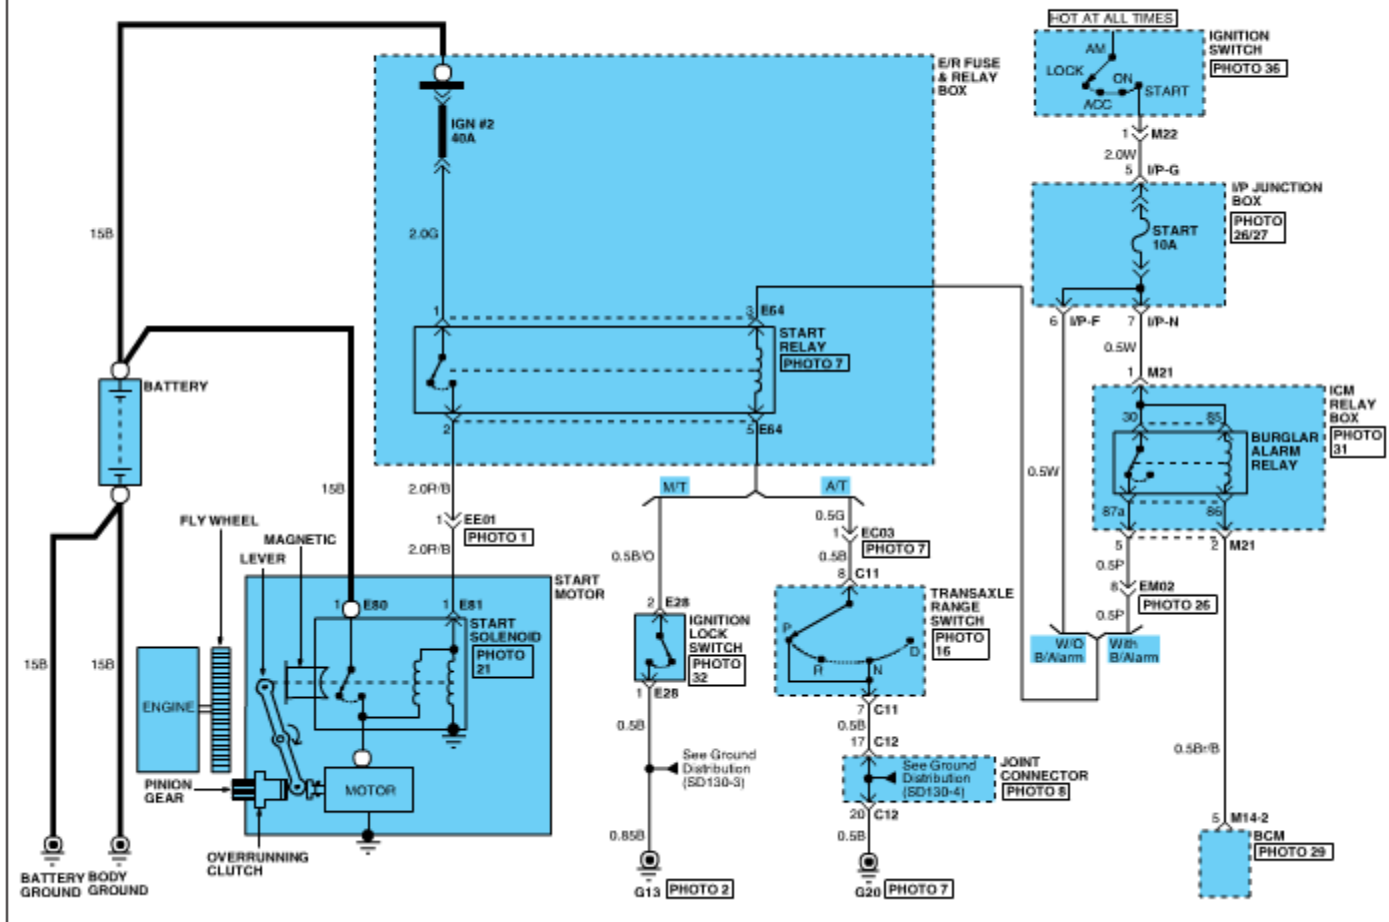 HOT AT ALL TIMES
IGNITION
SWITCH
PHOTO 36
AM
LOCK
ON
START
ACC
1
M22
2.0W
5
I/P-G
I/P JUNCTION
BOX
PHOTO
26/27
START
10A
6
I/P-F
7
I/P-N
0.5W
1
M21
ICM
RELAY
BOX
PHOTO
31
30
85
BURGLAR
ALARM
RELAY
87a
86
5
2
M21
0.5P
8
EM02
PHOTO 26
0.5P
0.5W
W/O
B/Alarm
With
B/Alarm
0.5Br/B
5
M14-2
BCM
PHOTO 29
E/R FUSE
& RELAY
BOX
IGN #2
40A
2.0G
1
3
E64
START
RELAY
PHOTO 7
2
5
E64
15B
BATTERY
15B
2.0R/B
1
EE01
PHOTO 1
2.0R/B
M/T
A/T
0.5G
1
EC03
PHOTO 7
0.5B
8
C11
0.5B/O
2
E28
IGNITION
LOCK
SWITCH
PHOTO
32
1
E28
0.5B
See Ground
Distribution
(SD130-3)
0.85B
G13
PHOTO 2
TRANSAXLE
RANGE
SWITCH
PHOTO
16
P
R
N
D
7
C11
0.5B
17
C12
See Ground
Distribution
(SD130-4)
JOINT
CONNECTOR
PHOTO 8
20
C12
0.5B
G20
PHOTO 7
FLY WHEEL
MAGNETIC
LEVER
START
MOTOR
1
E80
1
E81
START
SOLENOID
PHOTO
21
15B
15B
ENGINE
PINION
GEAR
MOTOR
OVERRUNNING
CLUTCH
BATTERY
GROUND
BODY
GROUND